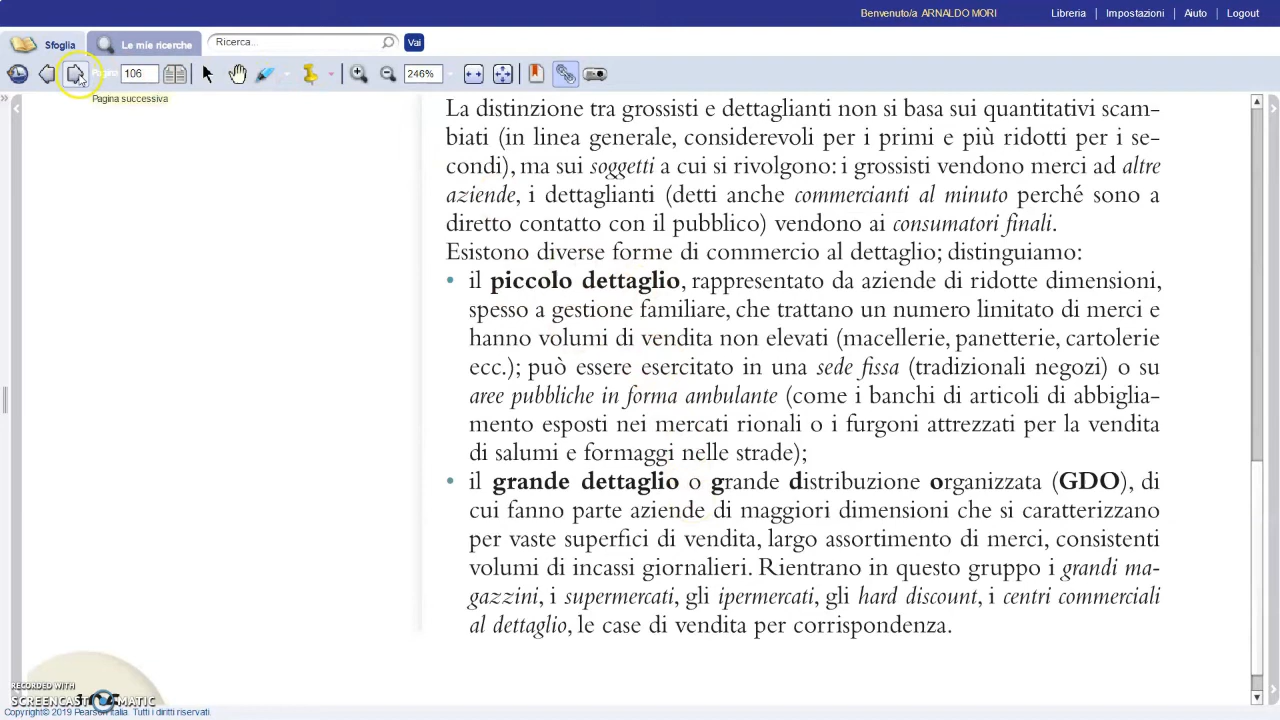 Benvenuto/a ARNALDO MORI
Libreria | Impostazioni | Aiuto | Logout
Sfoglia
Le mie ricerche
Ricerca...
Vai
106
246%
Pagina successiva
La distinzione tra grossisti e dettaglianti non si basa sui quantitativi scam-
biati (in linea generale, considerevoli per i primi e più ridotti per i se-
condi), ma sui soggetti a cui si rivolgono: i grossisti vendono merci ad altre
aziende, i dettaglianti (detti anche commercianti al minuto perché sono a
diretto contatto con il pubblico) vendono ai consumatori finali.
Esistono diverse forme di commercio al dettaglio; distinguiamo:
• il piccolo dettaglio, rappresentato da aziende di ridotte dimensioni,
spesso a gestione familiare, che trattano un numero limitato di merci e
hanno volumi di vendita non elevati (macellerie, panetterie, cartolerie
ecc.); può essere esercitato in una sede fissa (tradizionali negozi) o su
aree pubbliche in forma ambulante (come i banchi di articoli di abbiglia-
mento esposti nei mercati rionali o i furgoni attrezzati per la vendita
di salumi e formaggi nelle strade);
• il grande dettaglio o grande distribuzione organizzata (GDO), di
cui fanno parte aziende di maggiori dimensioni che si caratterizzano
per vaste superfici di vendita, largo assortimento di merci, consistenti
volumi di incassi giornalieri. Rientrano in questo gruppo i grandi ma-
gazzini, i supermercati, gli ipermercati, gli hard discount, i centri commerciali
al dettaglio, le case di vendita per corrispondenza.
RECORDED WITH
SCREENCAST MATIC
Copyright© 2019 Pearson Italia. Tutti i diritti riservati.